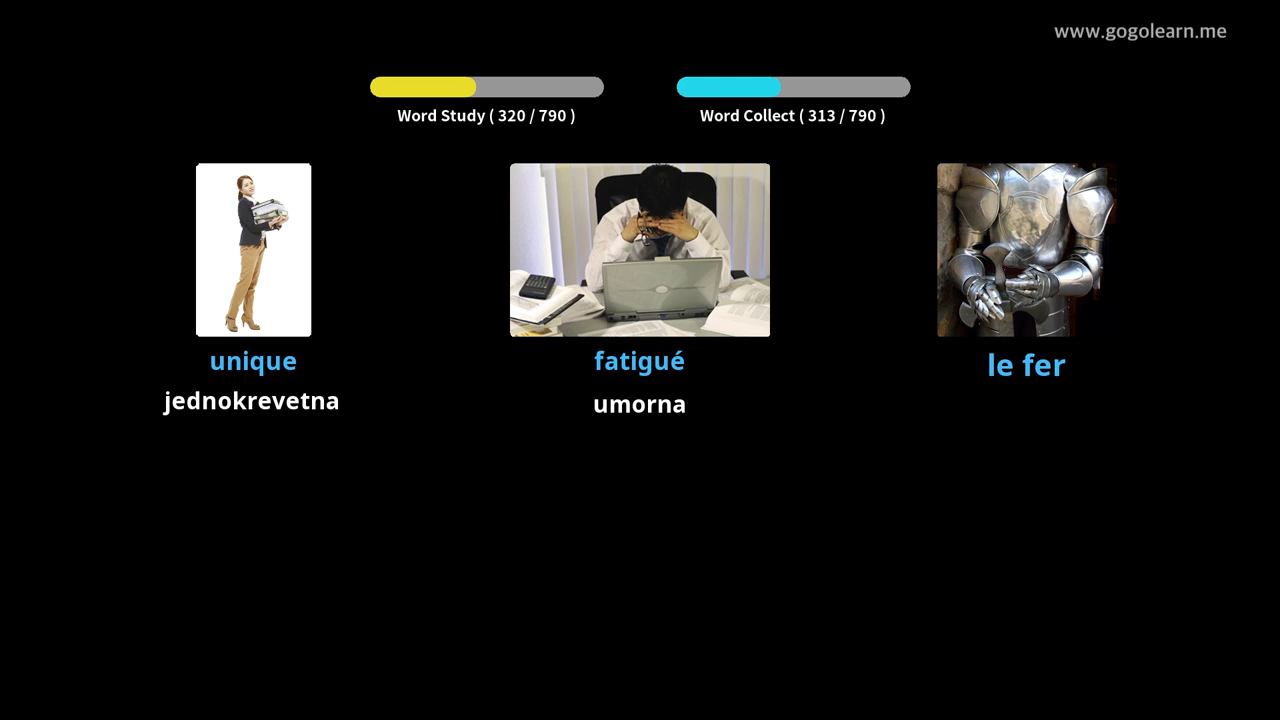 www.gogolearn.me
Word Study ( 320 / 790 )
Word Collect ( 313 / 790 )
unique
jednokrevetna
fatigué
umorna
le fer